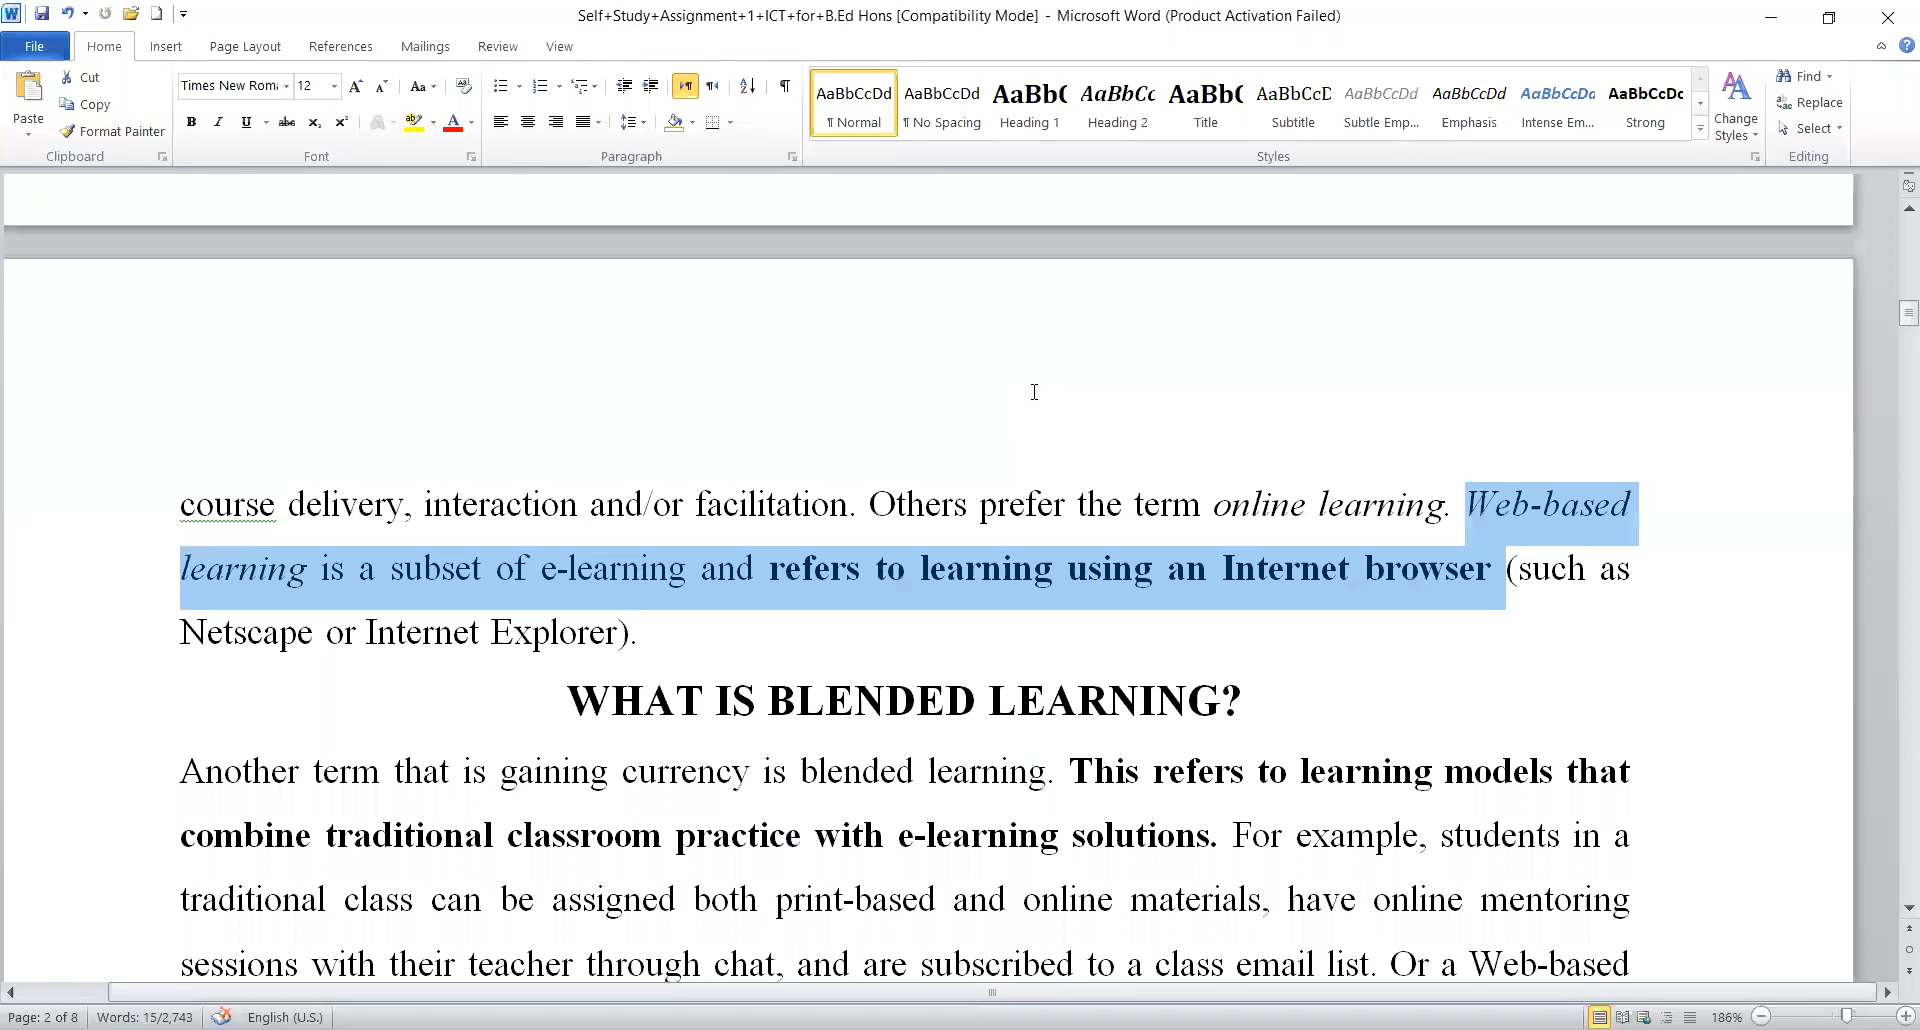 Self+Study+Assignment+1+ICT+for+B.Ed Hons [Compatibility Mode] - Microsoft Word (Product Activation Failed)
File Home Insert Page Layout References Mailings Review View
Paste
Cut
Copy
Format Painter
Clipboard
Times New Rom 12
Font
Paragraph
AaBbCcDd AaBbCcDd AaBb( AaBbCc AaBb( AaBbCcD AaBbCcDd AaBbCcDd AaBbCcDd AaBbCcDc
¶ Normal ¶ No Spacing Heading 1 Heading 2 Title Subtitle Subtle Emp... Emphasis Intense Em... Strong
Styles
Change
Styles
Find
Replace
Select
Editing
course delivery, interaction and/or facilitation. Others prefer the term online learning. Web-based
learning is a subset of e-learning and refers to learning using an Internet browser (such as
Netscape or Internet Explorer).
WHAT IS BLENDED LEARNING?
Another term that is gaining currency is blended learning. This refers to learning models that
combine traditional classroom practice with e-learning solutions. For example, students in a
traditional class can be assigned both print-based and online materials, have online mentoring
sessions with their teacher through chat, and are subscribed to a class email list. Or a Web-based
Page: 2 of 8 Words: 15/2,743 English (U.S.) 186%